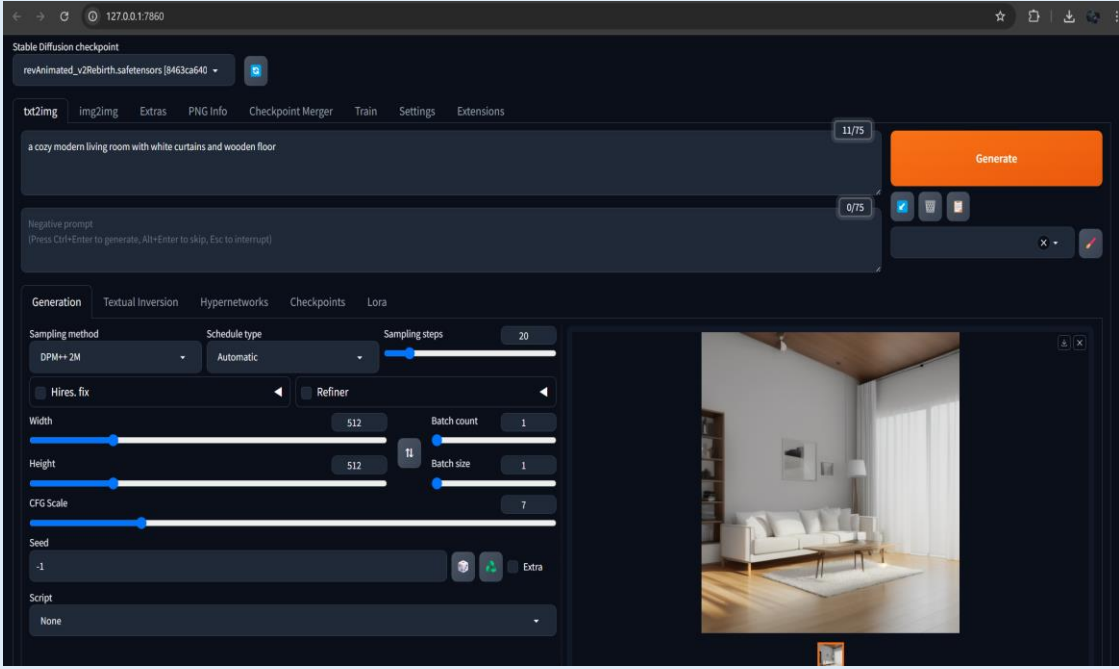 127.0.0.1:7860
Stable Diffusion checkpoint
revAnimated_v2Rebirth.safetensors [8463ca640
txt2img img2img Extras PNG Info Checkpoint Merger Train Settings Extensions
11/75
a cozy modern living room with white curtains and wooden floor
Generate
0/75
Negative prompt
(Press Ctrl+Enter to generate, Alt+Enter to skip, Esc to interrupt)
Generation Textual Inversion Hypernetworks Checkpoints Lora
Sampling method Schedule type Sampling steps 20
DPM++ 2M Automatic
Hires. fix Refiner
Width 512 Batch count 1
Height 512 Batch size 1
CFG Scale 7
Seed
-1 Extra
Script
None